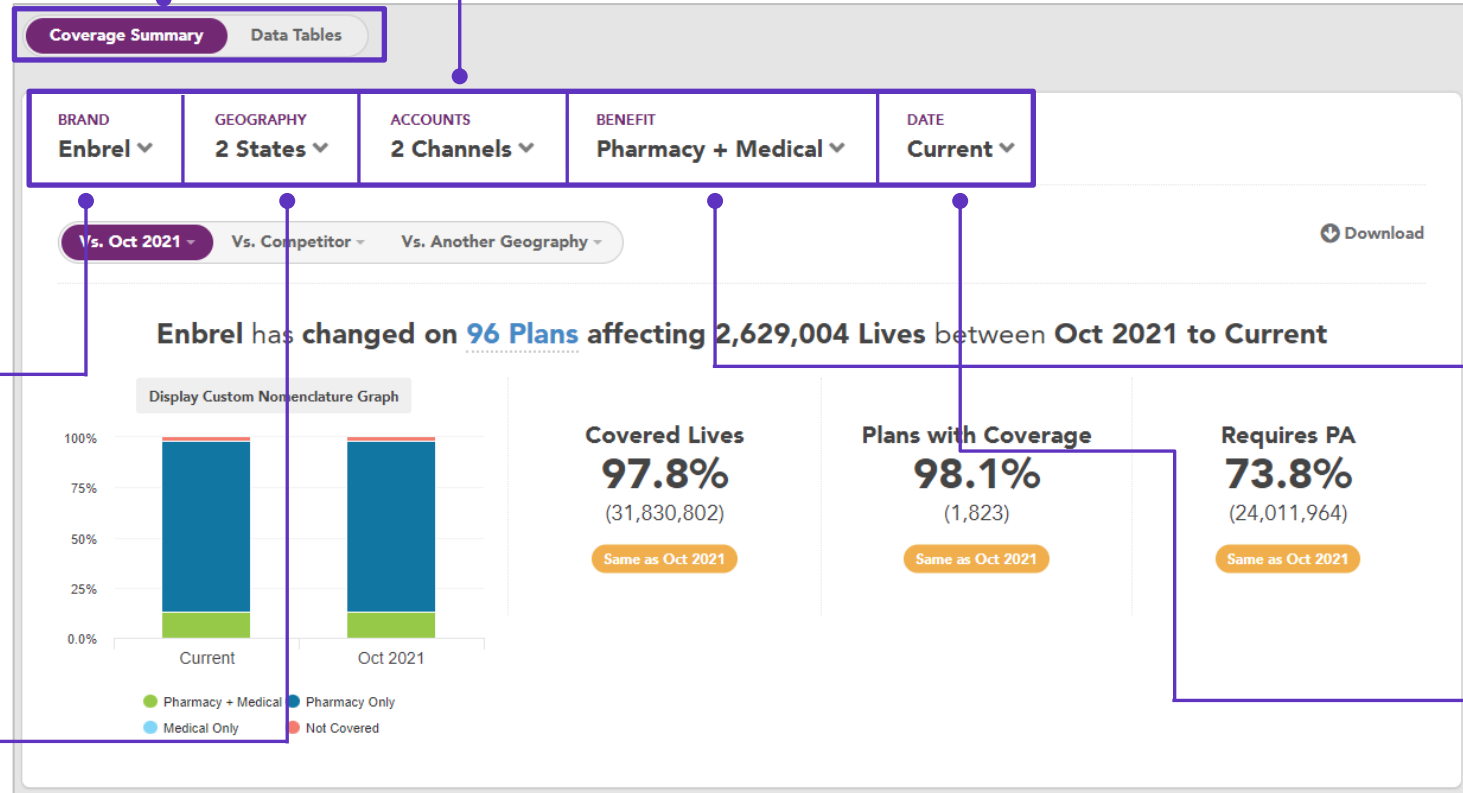 Coverage Summary Data Tables
BRAND GEOGRAPHY ACCOUNTS BENEFIT DATE
Enbrel 2 States 2 Channels Pharmacy + Medical Current
Vs. Oct 2021 Vs. Competitor Vs. Another Geography Download
Enbrel has changed on 96 Plans affecting 2,629,004 Lives between Oct 2021 to Current
Display Custom Nomenclature Graph
100%
75%
50%
25%
0.0%
Current Oct 2021
Pharmacy + Medical Pharmacy Only
Medical Only Not Covered
Covered Lives
97.8%
(31,830,802)
Same as Oct 2021
Plans with Coverage
98.1%
(1,823)
Same as Oct 2021
Requires PA
73.8%
(24,011,964)
Same as Oct 2021